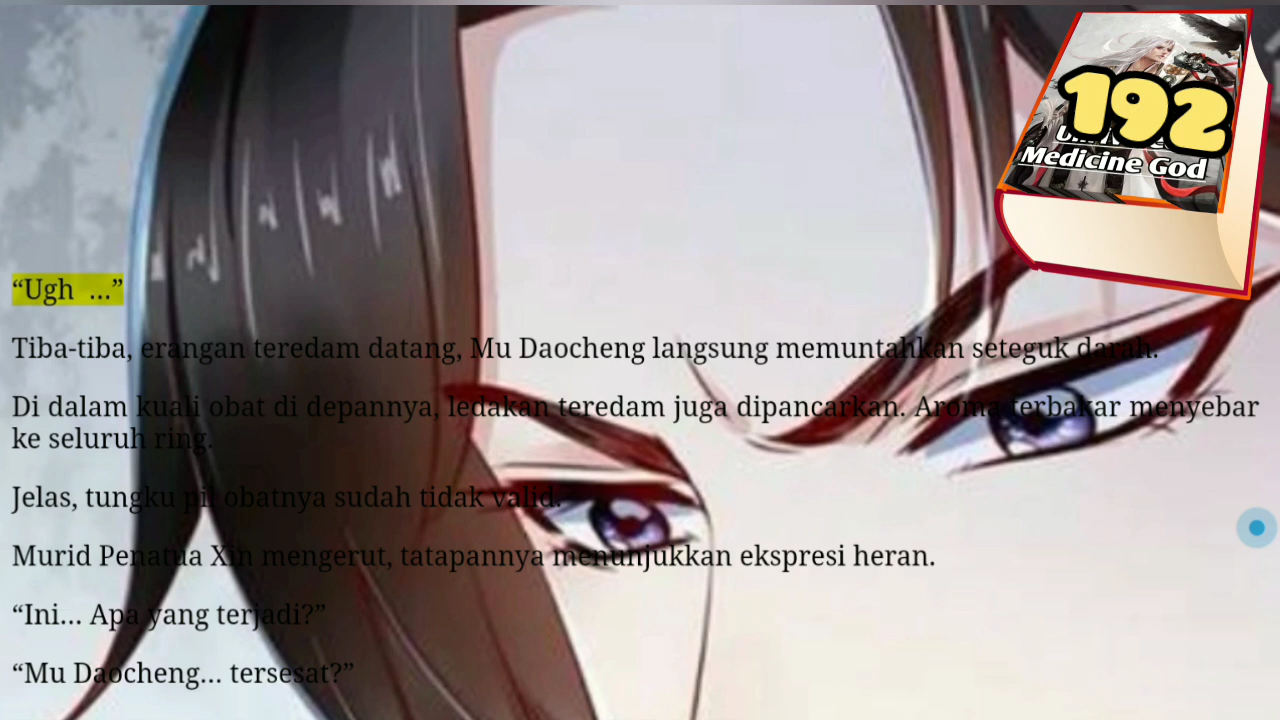 192
Medicine God
“Ugh …”
Tiba-tiba, erangan teredam datang, Mu Daocheng langsung memuntahkan seteguk darah.
Di dalam kuali obat di depannya, ledakan teredam juga dipancarkan. Aroma terbakar menyebar
ke seluruh ring.
Jelas, tungku pil obatnya sudah tidak valid.
Murid Penatua Xin mengerut, tatapannya menunjukkan ekspresi heran.
“Ini… Apa yang terjadi?”
“Mu Daocheng… tersesat?”